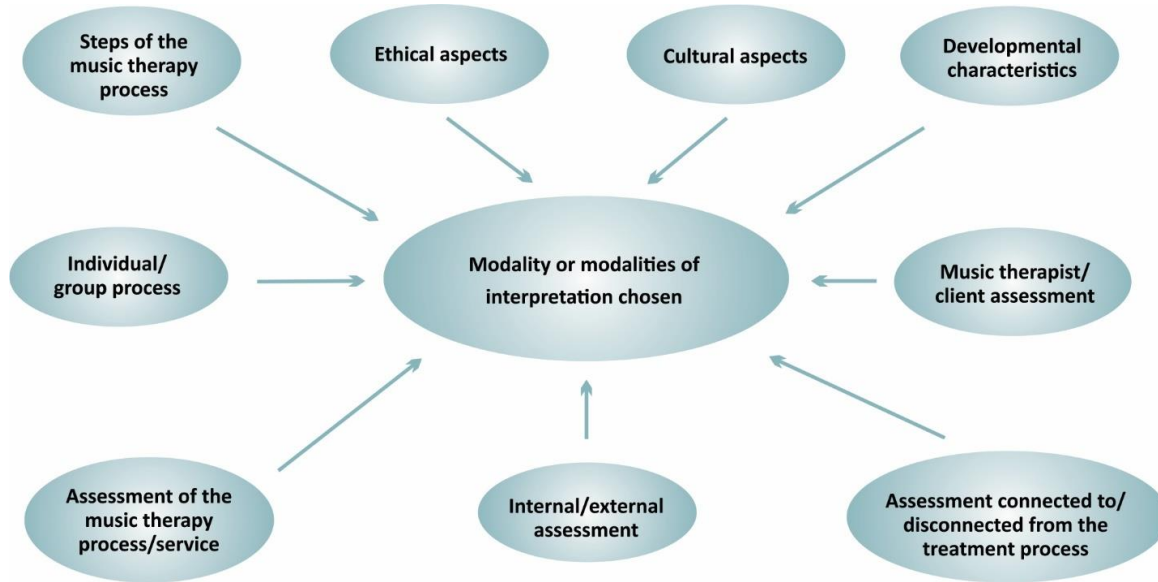 Steps of the
music therapy
process
Ethical aspects
Cultural aspects
Developmental
characteristics
Individual/
group process
Modality or modalities of
interpretation chosen
Music therapist/
client assessment
Assessment of the
music therapy
process/service
Internal/external
assessment
Assessment connected to/
disconnected from the
treatment process